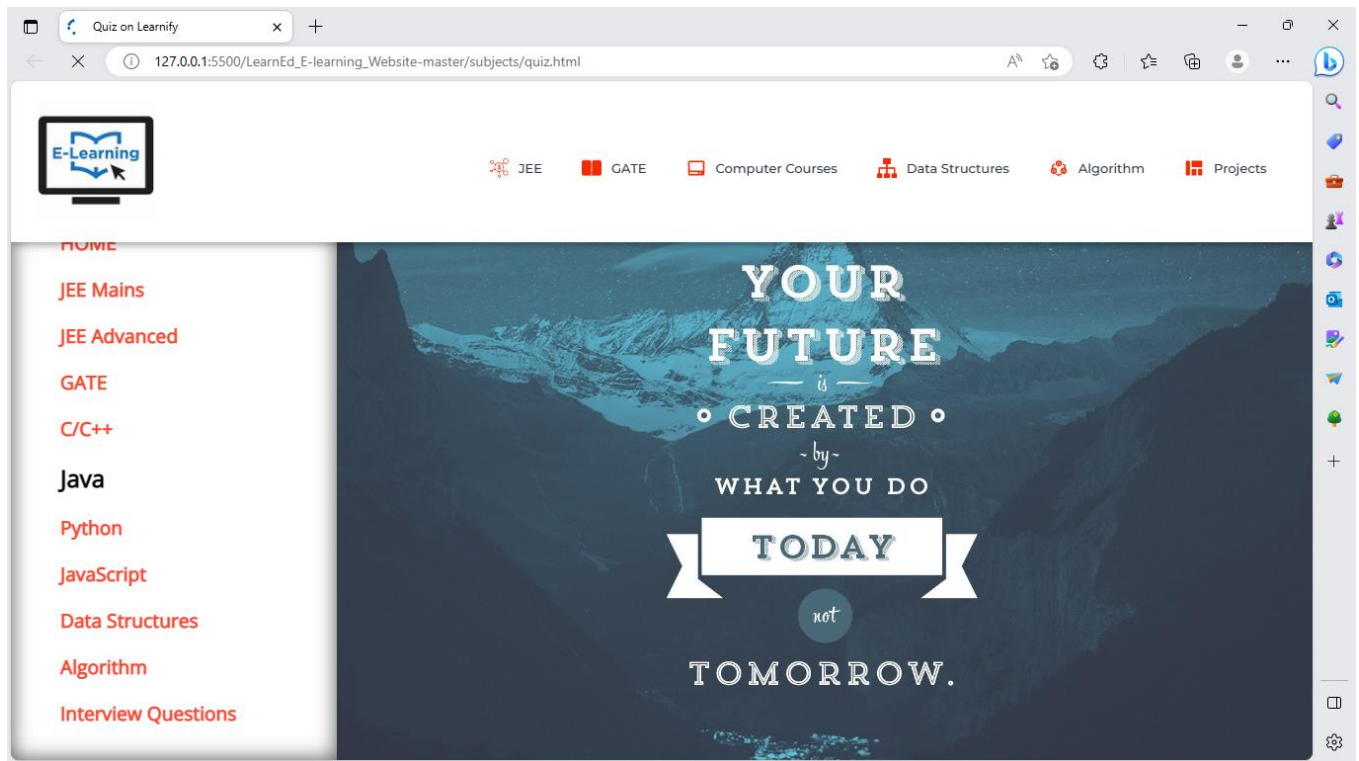 Quiz on Learnify
127.0.0.1:5500/LearnEd_E-learning_Website-master/subjects/quiz.html
E-Learning
JEE
GATE
Computer Courses
Data Structures
Algorithm
Projects
HOME
JEE Mains
JEE Advanced
GATE
C/C++
Java
Python
JavaScript
Data Structures
Algorithm
Interview Questions
YOUR
FUTURE
is
CREATED
~ by ~
WHAT YOU DO
TODAY
not
TOMORROW.